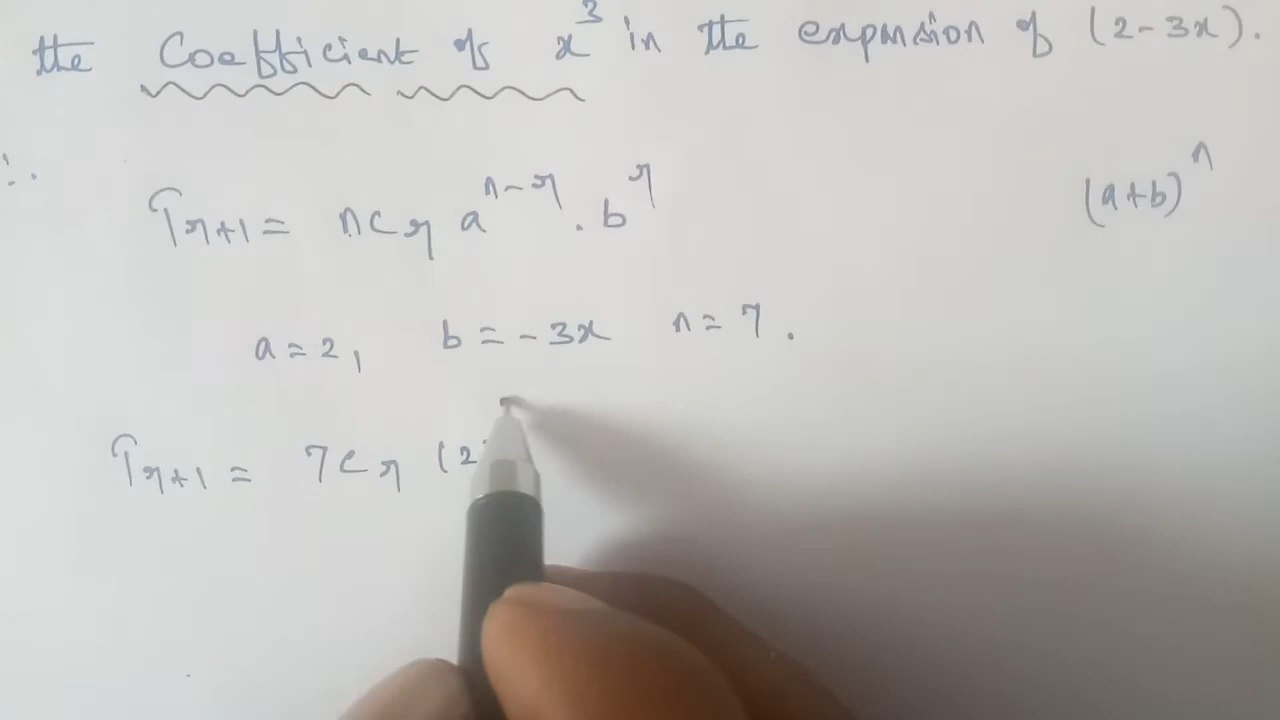 the Coefficient of x³ in the expansion of (2-3x).
∴
Tr+1 = ncr a^n-r . b^r
(a+b)^n
a=2, b=-3x n=7.
Tr+1 = 7cr (2